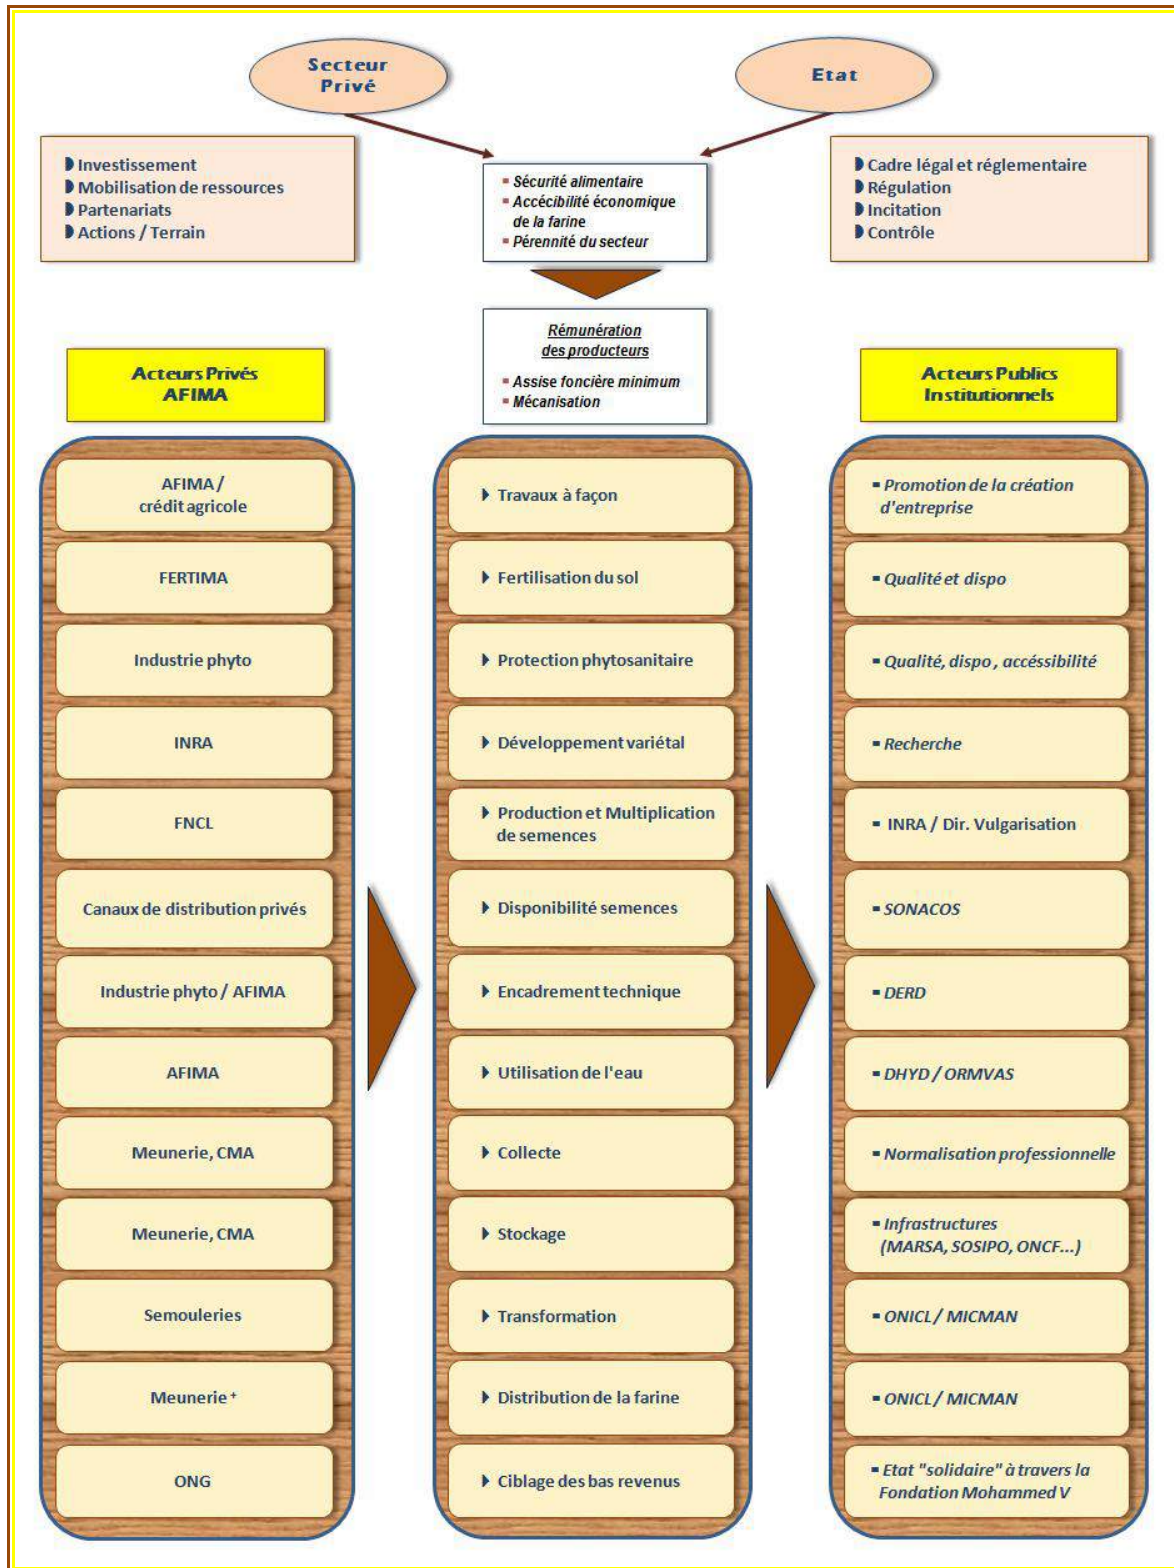 Secteur
Privé
Etat
Investissement
Mobilisation de ressources
Partenariats
Actions / Terrain
Sécurité alimentaire
Accécibilité économique
de la farine
Pérennité du secteur
Cadre légal et réglementaire
Régulation
Incitation
Contrôle
Rémunération
des producteurs
Assise foncière minimum
Mécanisation
Acteurs Privés
AFIMA
Acteurs Publics
Institutionnels
AFIMA /
crédit agricole
Travaux à façon
Promotion de la création
d'entreprise
FERTIMA
Fertilisation du sol
Qualité et dispo
Industrie phyto
Protection phytosanitaire
Qualité, dispo , accéssibilité
INRA
Développement variétal
Recherche
FNCL
Production et Multiplication
de semences
INRA / Dir. Vulgarisation
Canaux de distribution privés
Disponibilité semences
SONACOS
Industrie phyto / AFIMA
Encadrement technique
DERD
AFIMA
Utilisation de l'eau
DHYD / ORMVAS
Meunerie, CMA
Collecte
Normalisation professionnelle
Meunerie, CMA
Stockage
Infrastructures
(MARSA, SOSIPO, ONCF...)
Semouleries
Transformation
ONICL / MICMAN
Meunerie +
Distribution de la farine
ONICL / MICMAN
ONG
Ciblage des bas revenus
Etat "solidaire" à travers la
Fondation Mohammed V